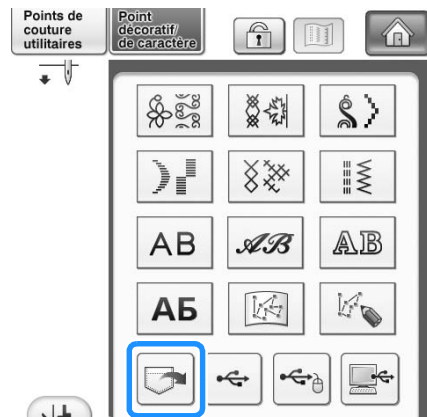 Points de
couture
utilitaires
Point
décoratif/
de caractère
AB
AB
AB
АБ